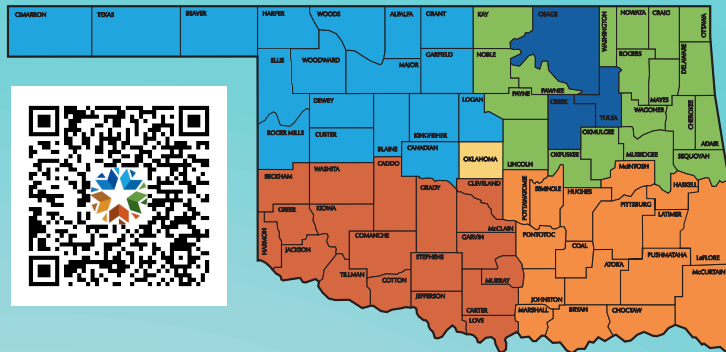 CIMARRON
TEXAS
BEAVER
HARPER
WOODS
ALFALFA
GRANT
KAY
OSAGE
WASHINGTON
NOWATA
CRAIG
OTTAWA
ELLIS
WOODWARD
MAJOR
GARFIELD
NOBLE
ROGERS
DELAWARE
PAWNEE
PAYNE
MAYES
DEWEY
LOGAN
CREEK
TULSA
WAGONER
CHEROKEE
ROGER MILLS
CUSTER
BLAINE
KINGFISHER
OKMULGEE
ADAIR
CANADIAN
OKLAHOMA
LINCOLN
OKFUSKEE
MUSKOGEE
SEQUOYAH
BECKHAM
WASHITA
CADDO
McINTOSH
GRADY
CLEVELAND
POTTAWATOMIE
SEMINOLE
HUGHES
HASKELL
GREER
KIOWA
PITTSBURG
LATIMER
HARMON
McCLAIN
JACKSON
COMANCHE
GARVIN
PONTOTOC
COAL
STEPHENS
ATOKA
PUSHMATAHA
LeFLORE
TILLMAN
COTTON
MURRAY
McCURTAIN
JEFFERSON
CARTER
JOHNSTON
LOVE
MARSHALL
BRYAN
CHOCTAW